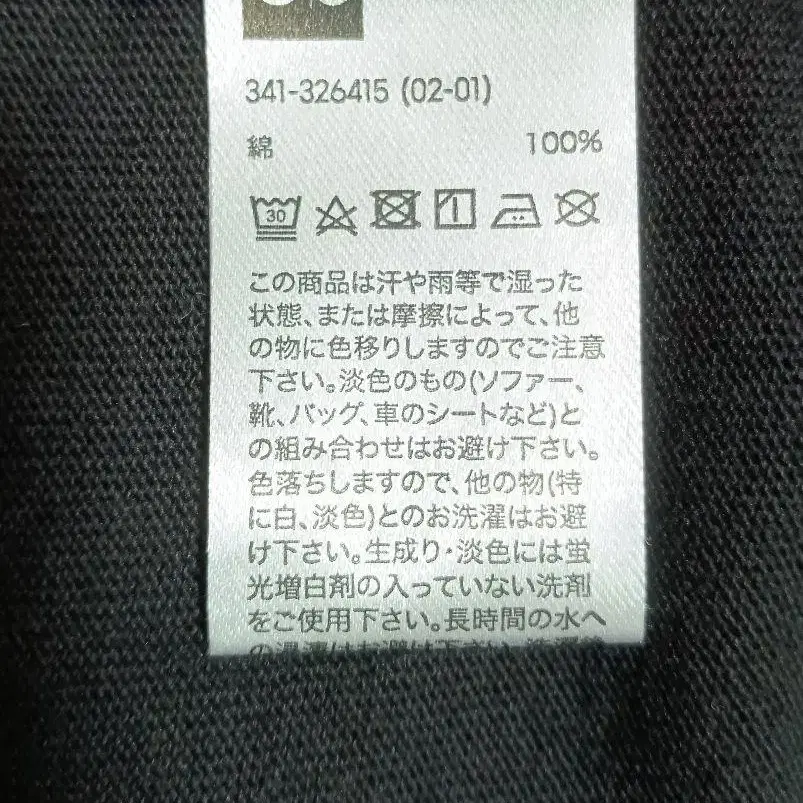 341-326415 (02-01)
綿 100%
30
この商品は汗や雨等で湿った
状態、または摩擦によって、他
の物に色移りしますのでご注意
下さい。淡色のもの(ソファー、
靴、バッグ、車のシートなど)と
の組み合わせはお避け下さい。
色落ちしますので、他の物(特
に白、淡色)とのお洗濯はお避
け下さい。生成り・淡色には蛍
光増白剤の入っていない洗剤
をご使用下さい。長時間の水へ